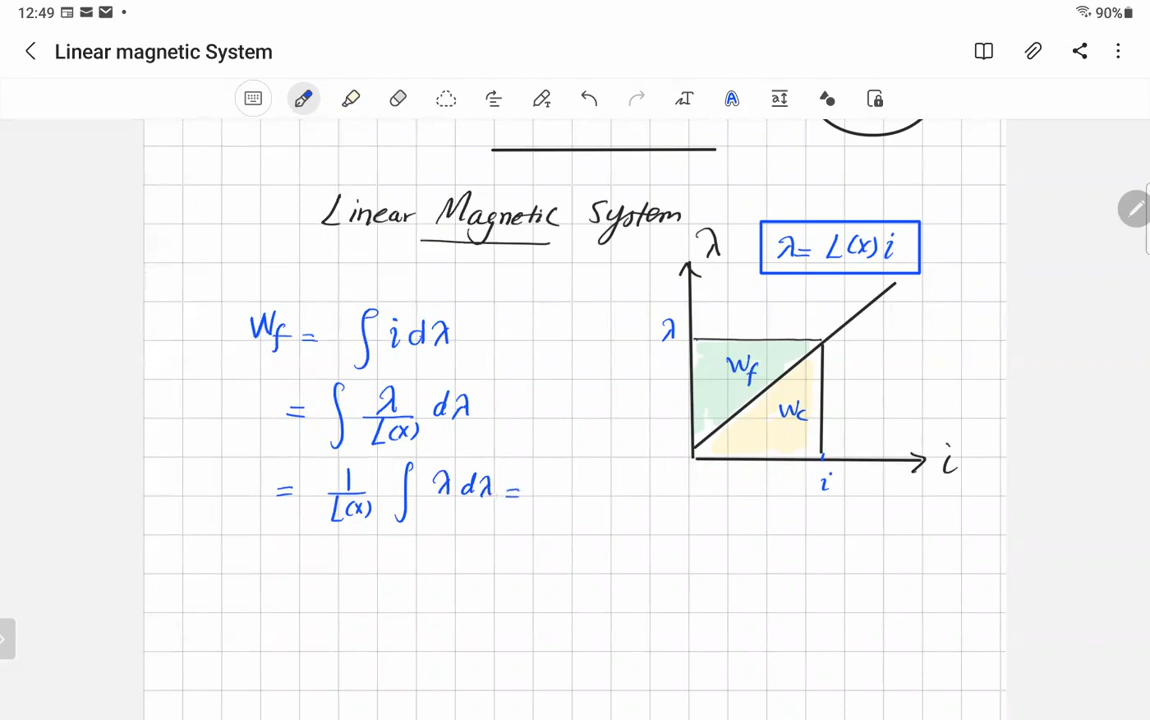 12:49
90%
Linear magnetic System
Linear Magnetic System
λ
λ = L(x) i
W_f = ∫ i dλ
λ
W_f
= ∫ λ/L(x) dλ
W_c
i
= 1/L(x) ∫ λ dλ =
i